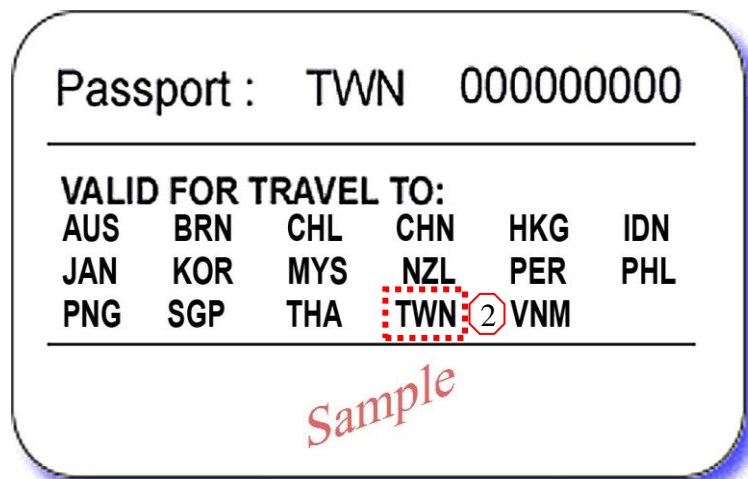 Passport : TWN 000000000
VALID FOR TRAVEL TO:
AUS BRN CHL CHN HKG IDN
JAN KOR MYS NZL PER PHL
PNG SGP THA TWN 2 VNM
Sample